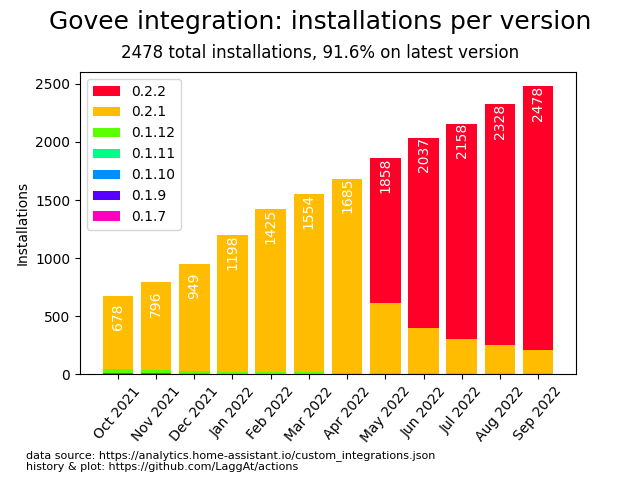 Govee integration: installations per version
2478 total installations, 91.6% on latest version
Installations
2500
2000
1500
1000
500
0
0.2.2
0.2.1
0.1.12
0.1.11
0.1.10
0.1.9
0.1.7
678
796
949
1198
1425
1554
1685
1858
2037
2158
2328
2478
Oct 2021
Nov 2021
Dec 2021
Jan 2022
Feb 2022
Mar 2022
Apr 2022
May 2022
Jun 2022
Jul 2022
Aug 2022
Sep 2022
data source: https://analytics.home-assistant.io/custom_integrations.json
history & plot: https://github.com/LaggAt/actions